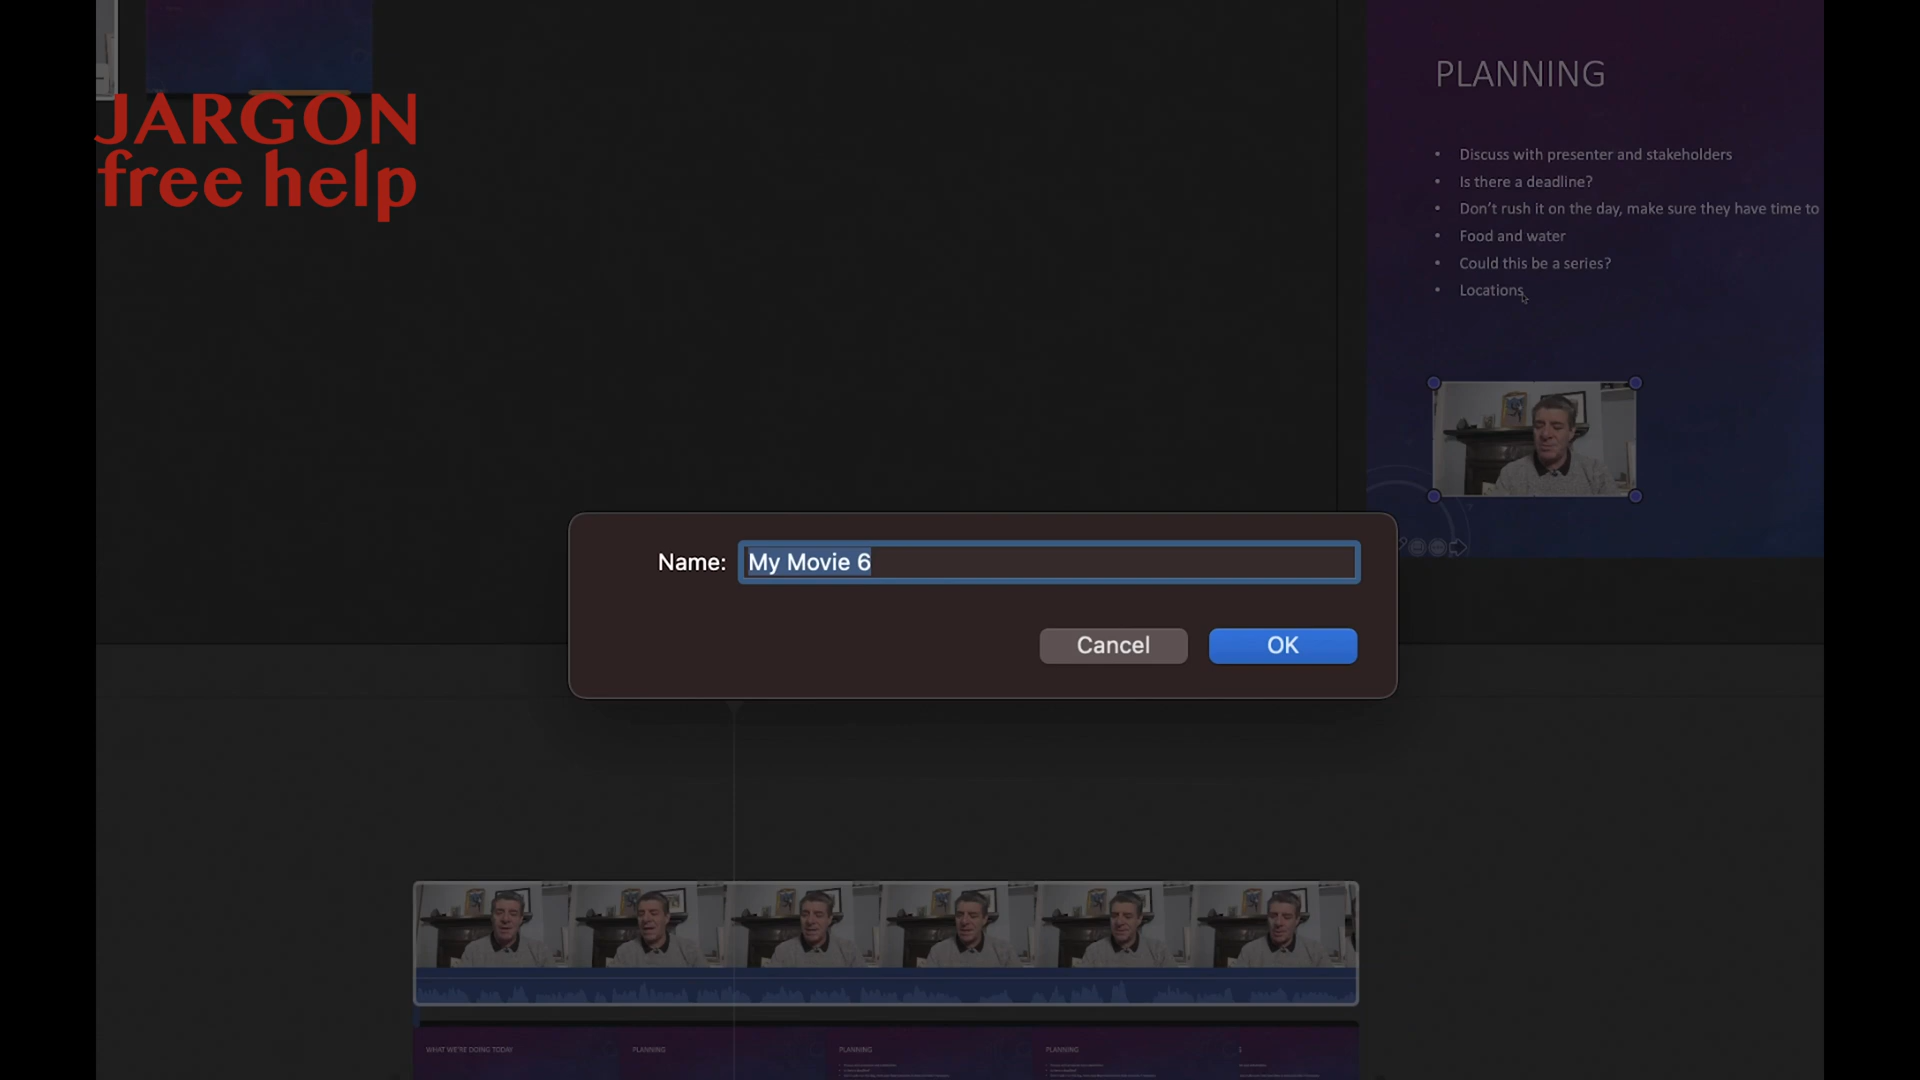 JARGON
free help
PLANNING
• Discuss with presenter and stakeholders
• Is there a deadline?
• Don’t rush it on the day, make sure they have time to
• Food and water
• Could this be a series?
• Locations
Name: My Movie 6
Cancel OK
WHAT WE'RE DOING TODAY PLANNING PLANNING PLANNING